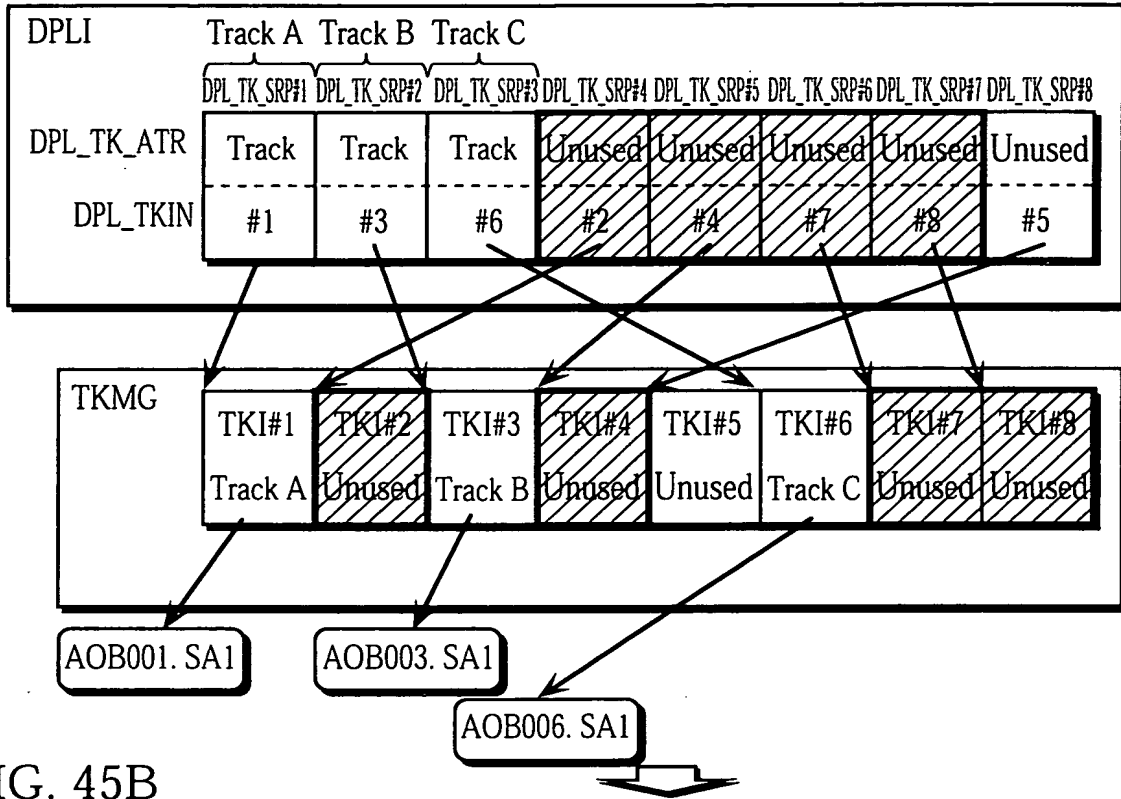 DPLI
Track A Track B Track C
DPL_TK_SRP#1 DPL_TK_SRP#2 DPL_TK_SRP#3 DPL_TK_SRP#4 DPL_TK_SRP#5 DPL_TK_SRP#6 DPL_TK_SRP#7 DPL_TK_SRP#8
DPL_TK_ATR Track Track Track Unused Unused Unused Unused Unused
DPL_TKIN #1 #3 #6 #2 #4 #7 #8 #5
TKMG
TKI#1 TKI#2 TKI#3 TKI#4 TKI#5 TKI#6 TKI#7 TKI#8
Track A Unused Track B Unused Unused Track C Unused Unused
AOB001. SA1 AOB003. SA1
AOB006. SA1
IG. 45B